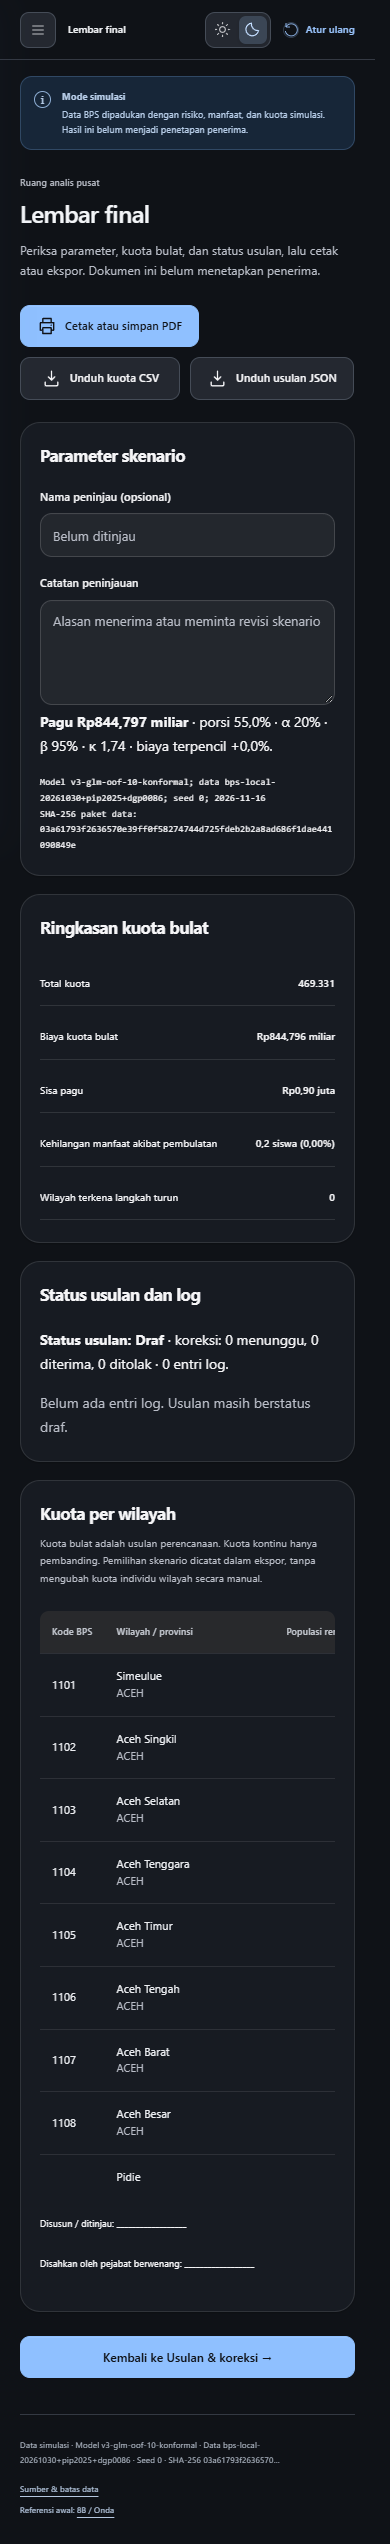 Lembar final
Atur ulang
Mode simulasi
Data BPS dipadukan dengan risiko, manfaat, dan kuota simulasi.
Hasil ini belum menjadi penetapan penerima.
Ruang analis pusat
Lembar final
Periksa parameter, kuota bulat, dan status usulan, lalu cetak
atau ekspor. Dokumen ini belum menetapkan penerima.
Cetak atau simpan PDF
Unduh kuota CSV
Unduh usulan JSON
Parameter skenario
Nama peninjau (opsional)
Belum ditinjau
Catatan peninjauan
Alasan menerima atau meminta revisi skenario
Pagu Rp844,797 miliar · porsi 55,0% · α 20% ·
β 95% · κ 1,74 · biaya terpencil +0,0%.
Model v3-glm-oof-10-konformal; data bps-local-
20261030+pip2025+dgp0086; seed 0; 2026-11-16
SHA-256 paket data:
03a61793f2636570e39ff0f58274744d725fdeb2b2a8ad686f1dae441
090849e
Ringkasan kuota bulat
Total kuota 469.331
Biaya kuota bulat Rp844,796 miliar
Sisa pagu Rp0,90 juta
Kehilangan manfaat akibat pembulatan 0,2 siswa (0,00%)
Wilayah terkena langkah turun 0
Status usulan dan log
Status usulan: Draf · koreksi: 0 menunggu, 0
diterima, 0 ditolak · 0 entri log.
Belum ada entri log. Usulan masih berstatus
draf.
Kuota per wilayah
Kuota bulat adalah usulan perencanaan. Kuota kontinu hanya
pembanding. Pemilihan skenario dicatat dalam ekspor, tanpa
mengubah kuota individu wilayah secara manual.
Kode BPS Wilayah / provinsi Populasi
1101 Simeulue
ACEH
1102 Aceh Singkil
ACEH
1103 Aceh Selatan
ACEH
1104 Aceh Tenggara
ACEH
1105 Aceh Timur
ACEH
1106 Aceh Tengah
ACEH
1107 Aceh Barat
ACEH
1108 Aceh Besar
ACEH
Pidie
Disusun / ditinjau: ________________
Disahkan oleh pejabat berwenang: ________________
Kembali ke Usulan & koreksi →
Data simulasi · Model v3-glm-oof-10-konformal · Data bps-local-
20261030+pip2025+dgp0086 · Seed 0 · SHA-256 03a61793f2636570…
Sumber & batas data
Referensi awal: 8B / Onda